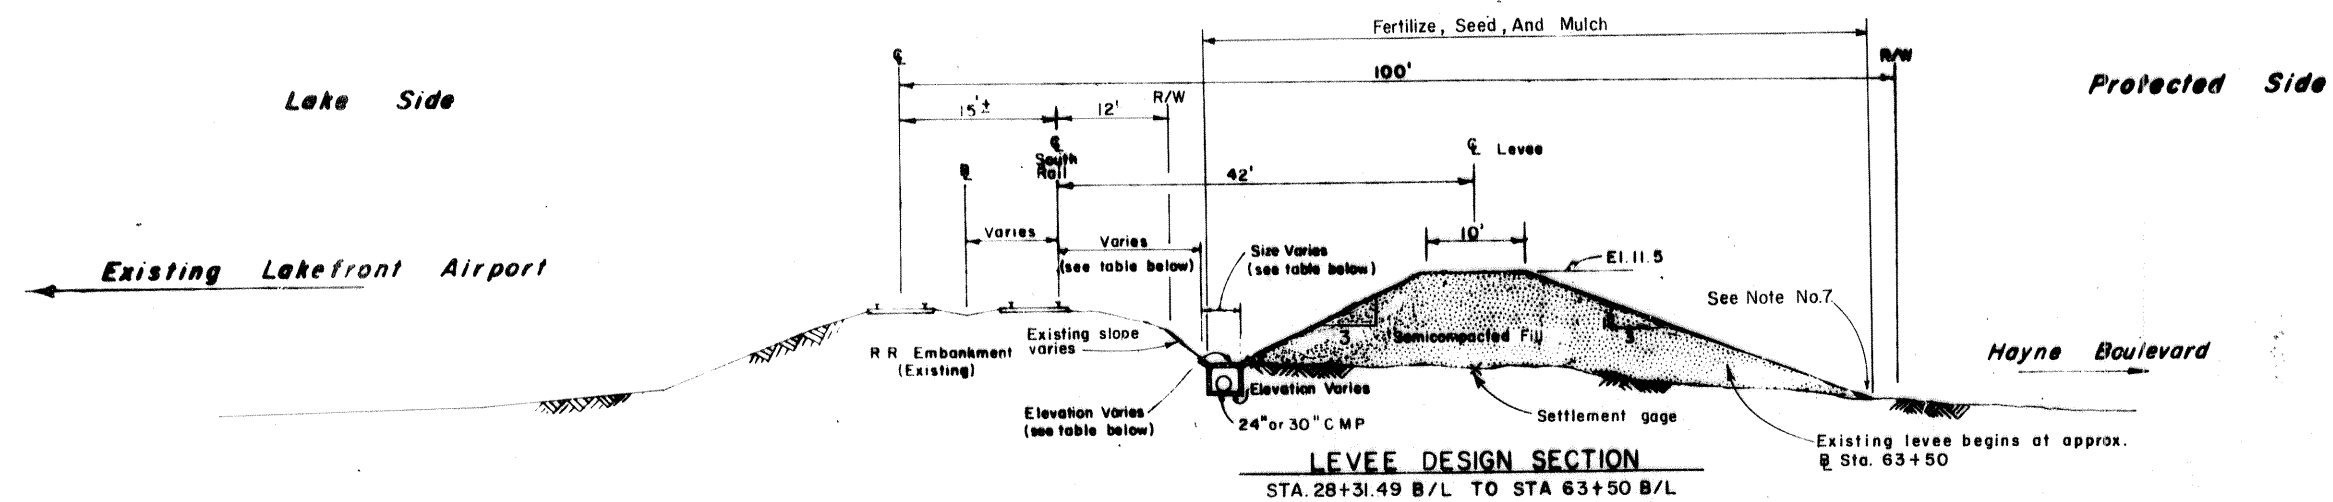 Fertilize, Seed, And Mulch
℄
R/W
100'
Lake Side
Protected Side
15'±
12'
R/W
℄
South
Rail
℄ Levee
B/L
42'
Varies
Varies
(see table below)
Size Varies
(see table below)
10'
El. 11.5
Existing Lakefront Airport
See Note No. 7
Existing slope
varies
RR Embankment
(Existing)
3
Semicompacted Fill
3
Hayne Boulevard
Elevation Varies
Elevation Varies
(see table below)
24" or 30" CMP
Settlement gage
Existing levee begins at approx.
B/L Sta. 63+50
LEVEE DESIGN SECTION
STA. 28+31.49 B/L TO STA 63+50 B/L